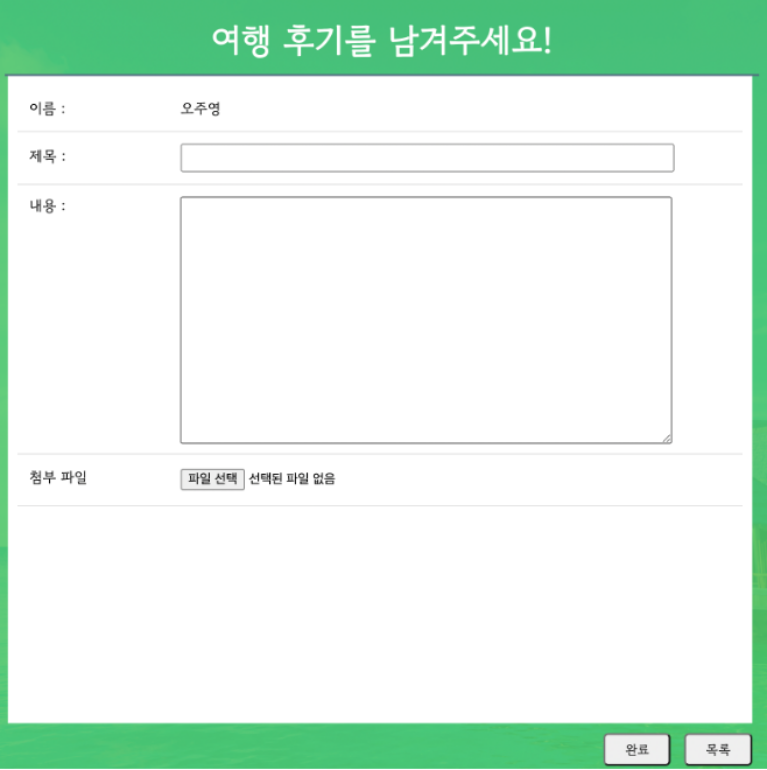 여행 후기를 남겨주세요!
이름 : 오주영
제목 :
내용 :
첨부 파일 파일 선택 선택된 파일 없음
완료 목록